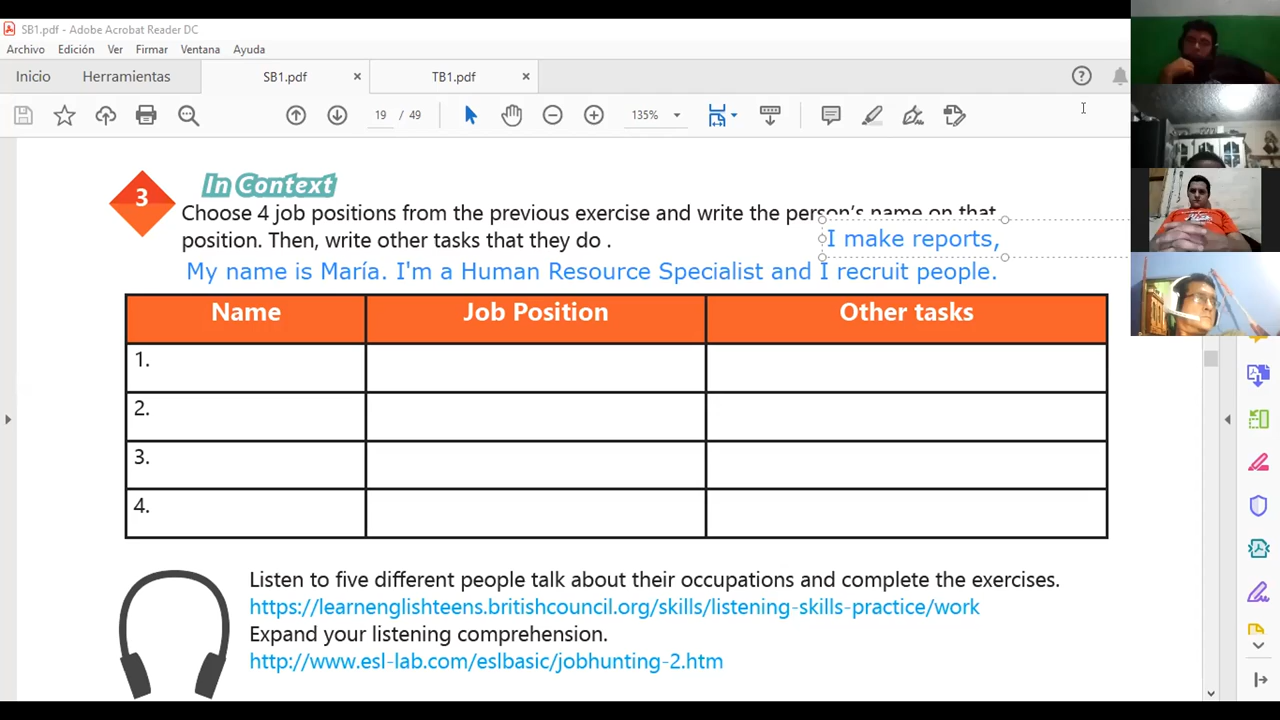 SB1.pdf - Adobe Acrobat Reader DC
Archivo Edición Ver Firmar Ventana Ayuda
Inicio Herramientas SB1.pdf × TB1.pdf ×
19 / 49 135%
3 In Context
Choose 4 job positions from the previous exercise and write the person's name on that
position. Then, write other tasks that they do .
I make reports,
My name is María. I'm a Human Resource Specialist and I recruit people.
Name Job Position Other tasks
1.
2.
3.
4.
Listen to five different people talk about their occupations and complete the exercises.
https://learnenglishteens.britishcouncil.org/skills/listening-skills-practice/work
Expand your listening comprehension.
http://www.esl-lab.com/eslbasic/jobhunting-2.htm